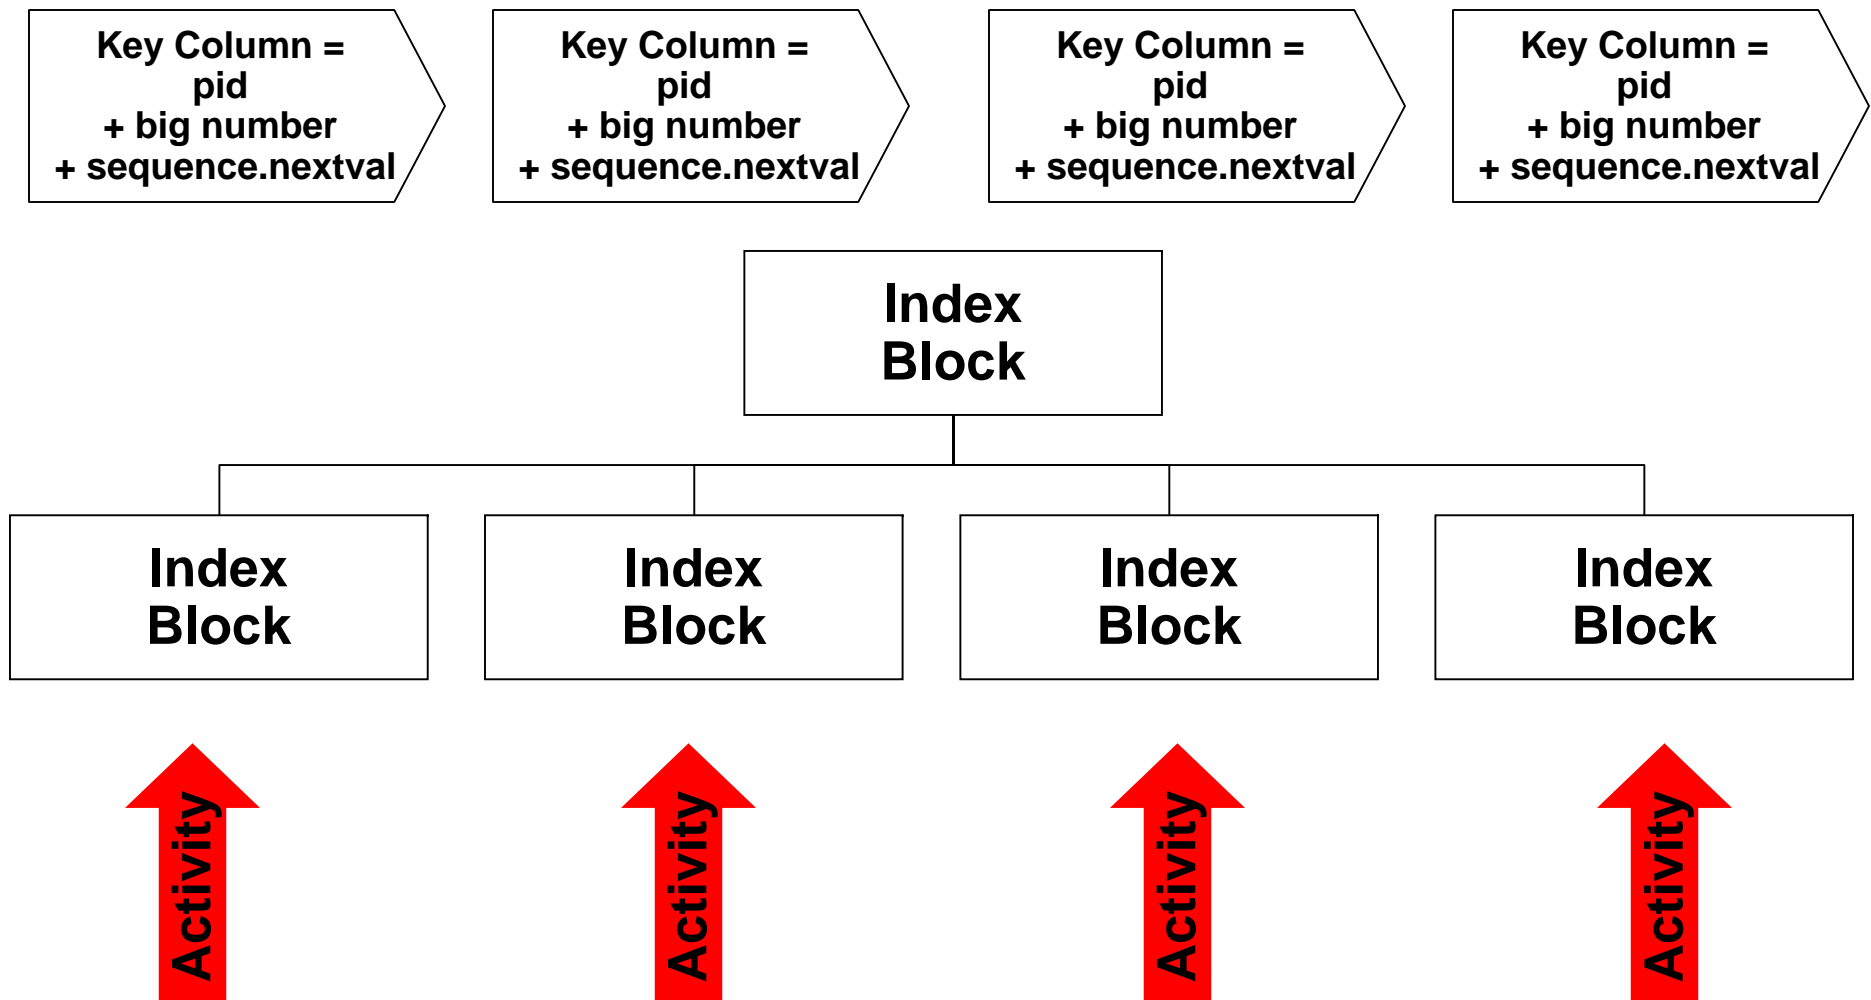 Key Column =
pid
+ big number
+ sequence.nextval
Key Column =
pid
+ big number
+ sequence.nextval
Key Column =
pid
+ big number
+ sequence.nextval
Key Column =
pid
+ big number
+ sequence.nextval
Index
Block
Index
Block
Index
Block
Index
Block
Index
Block
Activity
Activity
Activity
Activity